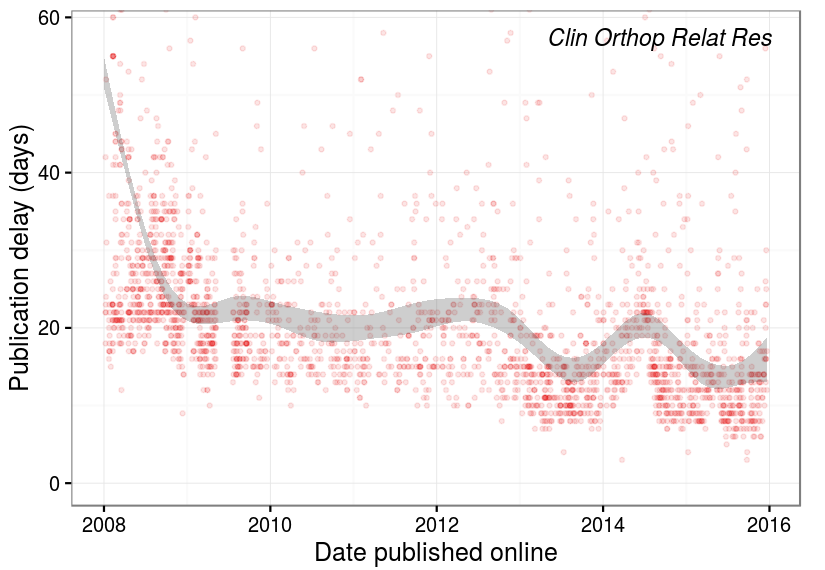 Clin Orthop Relat Res
Publication delay (days)
60
40
20
0
2008 2010 2012 2014 2016
Date published online